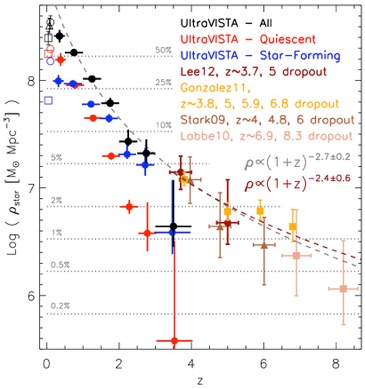 UltraVISTA - All
UltraVISTA - Quiescent
UltraVISTA - Star-Forming
Lee12, z~3.7, 5 dropout
Gonzalez11,
z~3.8, 5, 5.9, 6.8 dropout
Stark09, z~4, 4.8, 6 dropout
Labbe10, z~6.9, 8.3 dropout
50%
25%
10%
5%
2%
1%
0.5%
0.2%
ρ∝(1+z)^-2.7±0.2
ρ∝(1+z)^-2.4±0.6
Log ( ρstar [M☉ Mpc^-3] )
8
7
6
0 2 4 6 8
z